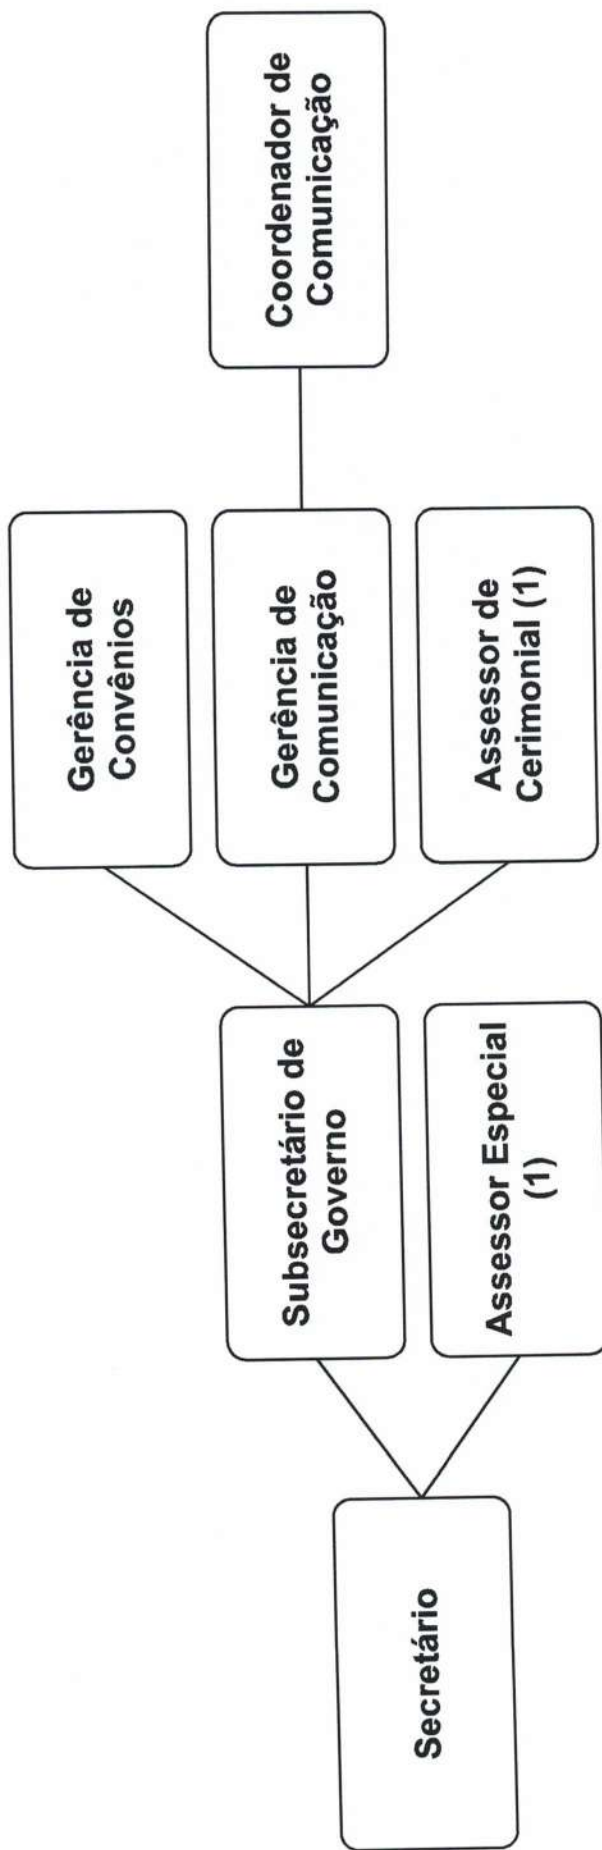 Secretário
Subsecretário de
Governo
Assessor Especial
(1)
Gerência de
Convênios
Gerência de
Comunicação
Assessor de
Cerimonial (1)
Coordenador de
Comunicação